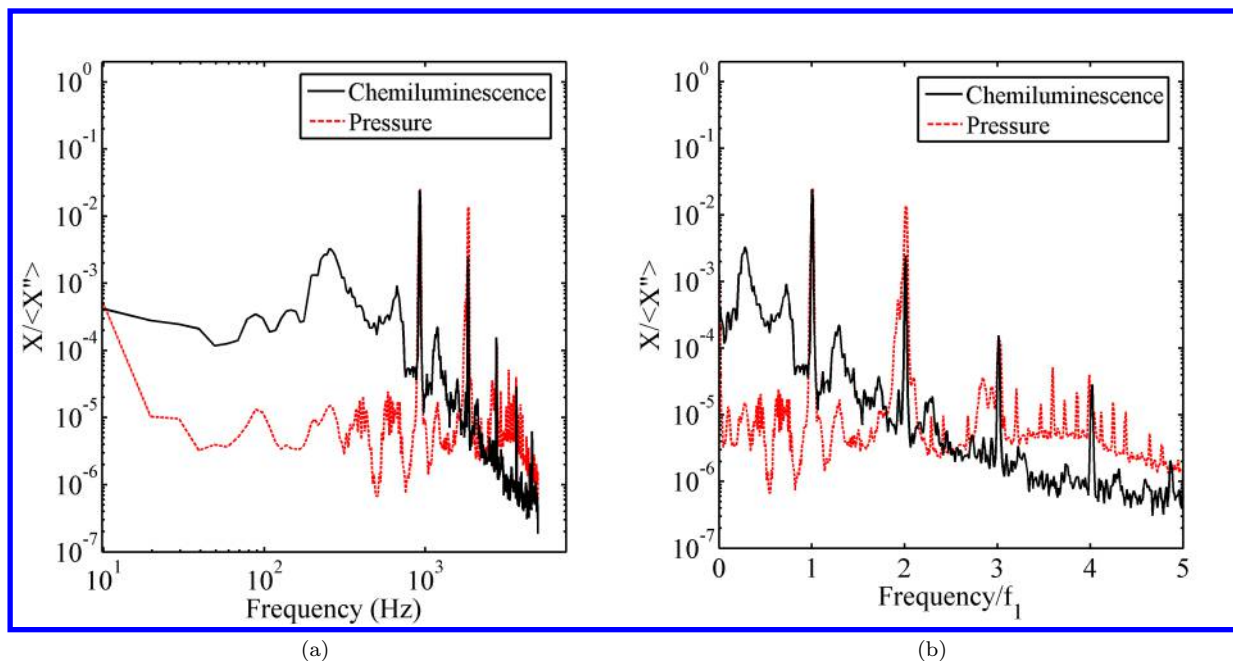 10^0
10^-1
10^-2
10^-3
10^-4
10^-5
10^-6
10^-7
X/<X">
Chemiluminescence
Pressure
10^1 10^2 10^3
Frequency (Hz)
(a)
10^0
10^-1
10^-2
10^-3
10^-4
10^-5
10^-6
10^-7
X/<X">
Chemiluminescence
Pressure
0 1 2 3 4 5
Frequency/f_1
(b)